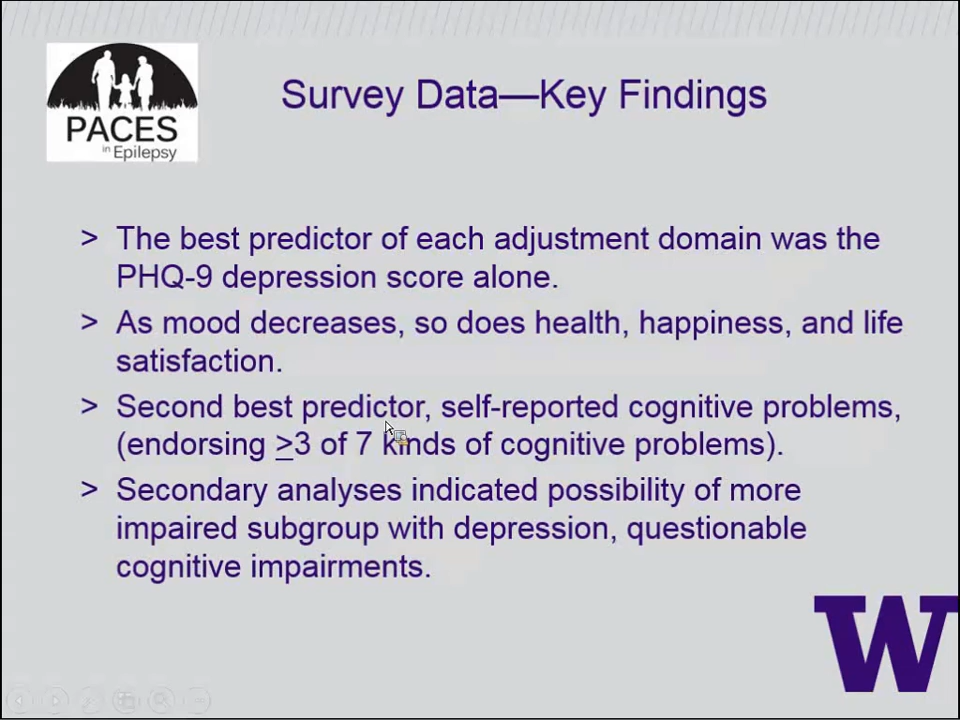 PACES
in Epilepsy
Survey Data—Key Findings
> The best predictor of each adjustment domain was the
PHQ-9 depression score alone.
> As mood decreases, so does health, happiness, and life
satisfaction.
> Second best predictor, self-reported cognitive problems,
(endorsing >3 of 7 kinds of cognitive problems).
> Secondary analyses indicated possibility of more
impaired subgroup with depression, questionable
cognitive impairments.
W